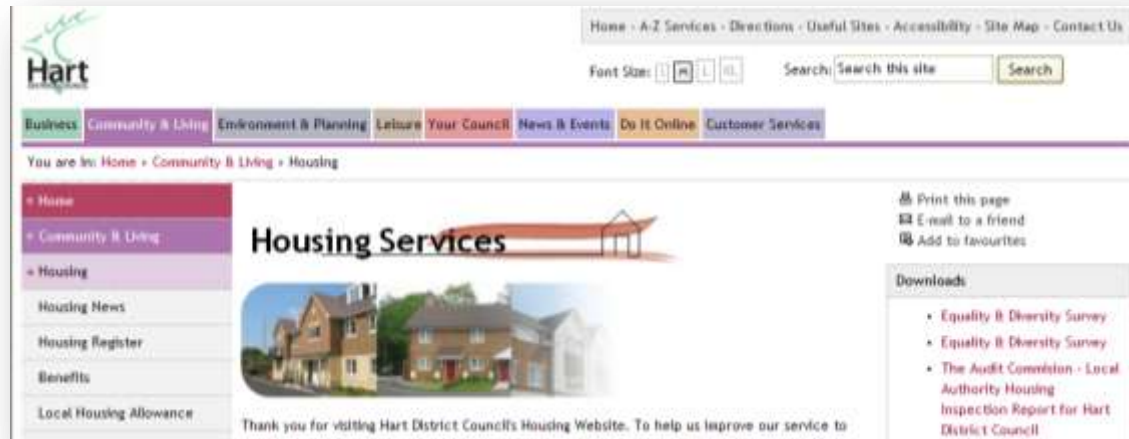 Hart
Home - A-Z Services - Directions - Useful Sites - Accessibility - Site Map - Contact Us
Font Size: M L XL Search: Search this site Search
Business Community & Living Environment & Planning Leisure Your Council News & Events Do It Online Customer Services
You are in: Home » Community & Living » Housing
Home
Community & Living
Housing
Housing News
Housing Register
Benefits
Local Housing Allowance
Housing Services
Thank you for visiting Hart District Council's Housing Website. To help us improve our service to
Print this page
E-mail to a friend
Add to favourites
Downloads
• Equality & Diversity Survey
• Equality & Diversity Survey
• The Audit Commision - Local
Authority Housing
Inspection Report for Hart
District Council